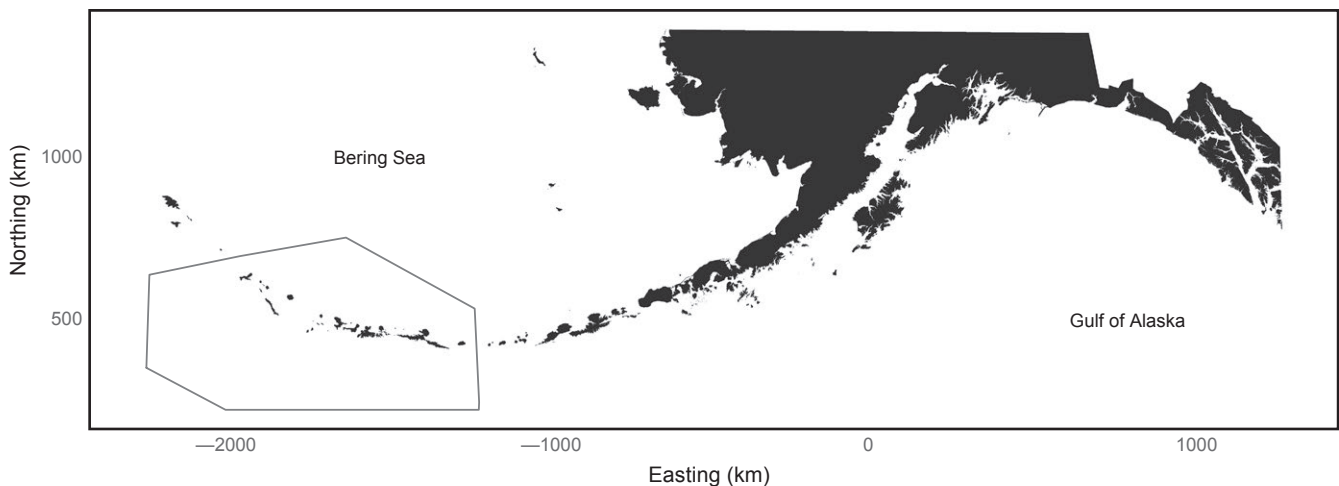 Bering Sea
Gulf of Alaska
Northing (km)
1000
500
—2000
—1000
0
1000
Easting (km)